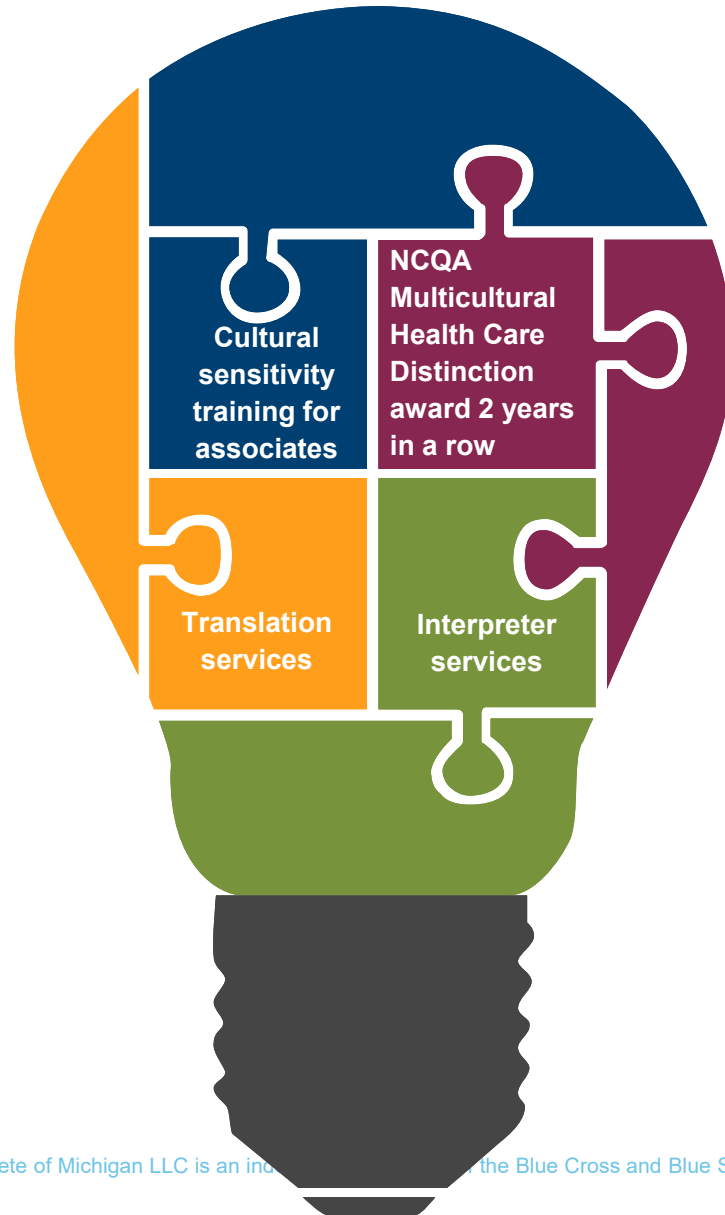 NCQA
Multicultural
Health Care
Distinction
award 2 years
in a row
Cultural
sensitivity
training for
associates
Translation
services
Interpreter
services
ete of Michigan LLC is an the Blue Cross and Blue S